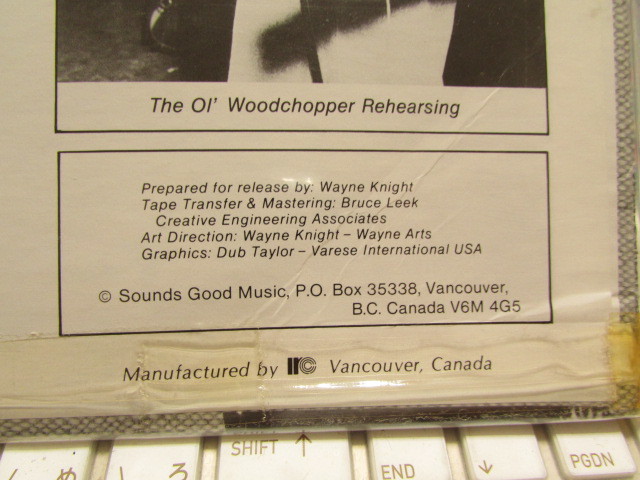 The Ol' Woodchopper Rehearsing
Prepared for release by: Wayne Knight
Tape Transfer & Mastering: Bruce Leek
Creative Engineering Associates
Art Direction: Wayne Knight – Wayne Arts
Graphics: Dub Taylor – Varese International USA
© Sounds Good Music, P.O. Box 35338, Vancouver,
B.C. Canada V6M 4G5
Manufactured by IRC Vancouver, Canada
め
し ろ
SHIFT ↑
END
↓
PGDN